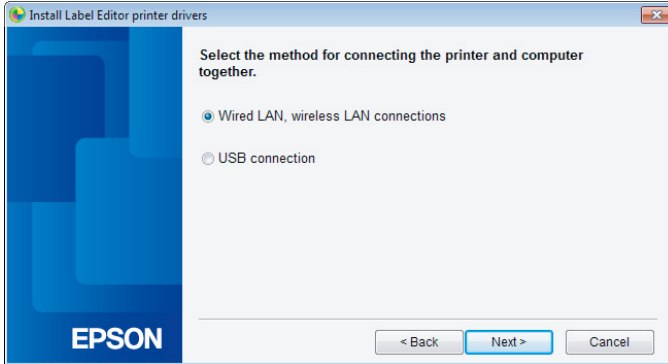 Install Label Editor printer drivers
Select the method for connecting the printer and computer
together.
Wired LAN, wireless LAN connections
USB connection
EPSON
< Back
Next >
Cancel